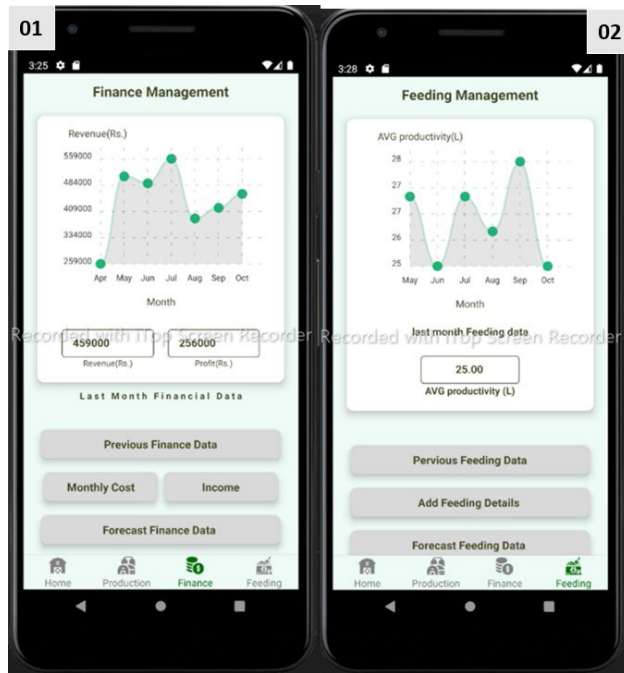 01
3:25
Finance Management
Revenue(Rs.)
559000
484000
409000
334000
259000
Apr May Jun Jul Aug Sep Oct
Month
459000 256000
Revenue(Rs.) Profit(Rs.)
Last Month Financial Data
Previous Finance Data
Monthly Cost Income
Forecast Finance Data
Home Production Finance Feeding
02
3:28
Feeding Management
AVG productivity(L)
28
27
27
26
26
25
May Jun Jul Aug Sep Oct
Month
last month Feeding data
25.00
AVG productivity (L)
Pervious Feeding Data
Add Feeding Details
Forecast Feeding Data
Home Production Finance Feeding
Recorded with iTop Screen Recorder
Recorded with iTop Screen Recorder